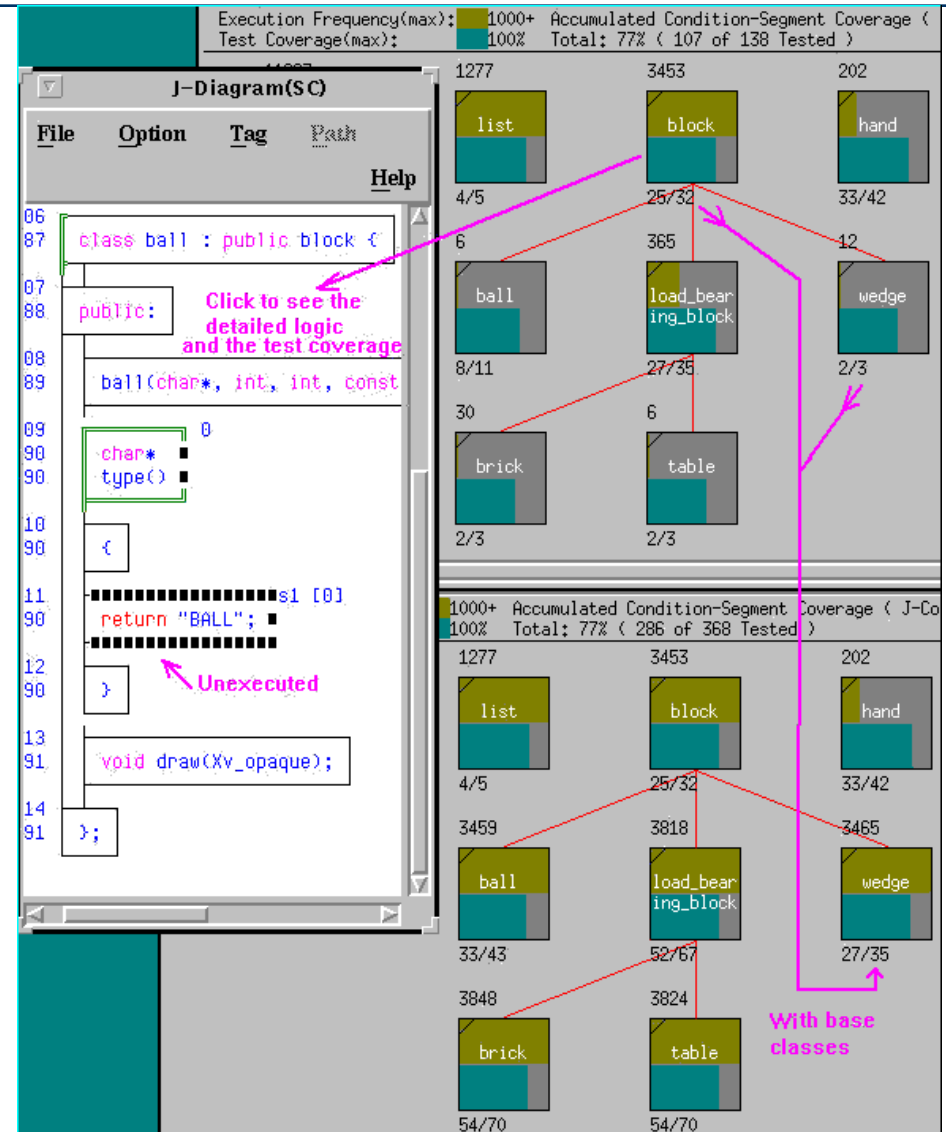 Execution Frequency(max): 1000+ Accumulated Condition-Segment Coverage (
Test Coverage(max): 100% Total: 77% ( 107 of 138 Tested )
1277 3453 202
list block hand
4/5 25/32 33/42
6 365 12
ball load_bear wedge
ing_block
8/11 27/35 2/3
30 6
brick table
2/3 2/3
J-Diagram(SC)
File Option Tag Path
Help
06
87 class ball : public block {
07
88 public:
Click to see the
detailed logic
and the test coverage
08
89 ball(char*, int, int, const
09 0
90 char*
90 type()
10
90 {
11 s1 [0]
90 return "BALL";
Unexecuted
12
90 }
13
91 void draw(Xv_opaque);
14
91 };
1000+ Accumulated Condition-Segment Coverage ( J-Co
100% Total: 77% ( 286 of 368 Tested )
1277 3453 202
list block hand
4/5 25/32 33/42
3459 3818 3465
ball load_bear wedge
ing_block
33/43 52/67 27/35
3848 3824
With base
classes
brick table
54/70 54/70